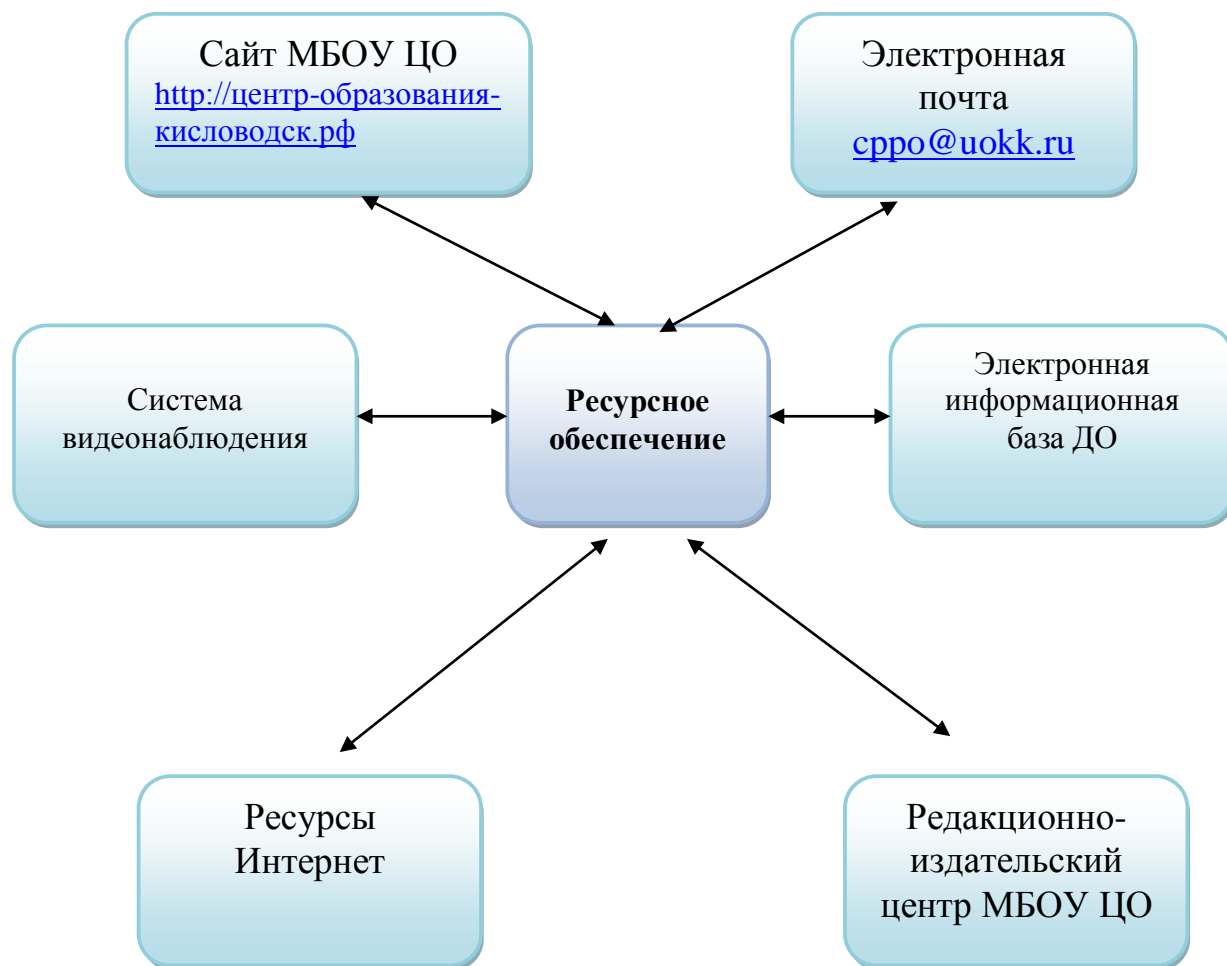 Сайт МБОУ ЦО
http://центр-образования-
кисловодск.рф
Электронная
почта
cppo@uokk.ru
Система
видеонаблюдения
Ресурсное
обеспечение
Электронная
информационная
база ДО
Ресурсы
Интернет
Редакционно-
издательский
центр МБОУ ЦО